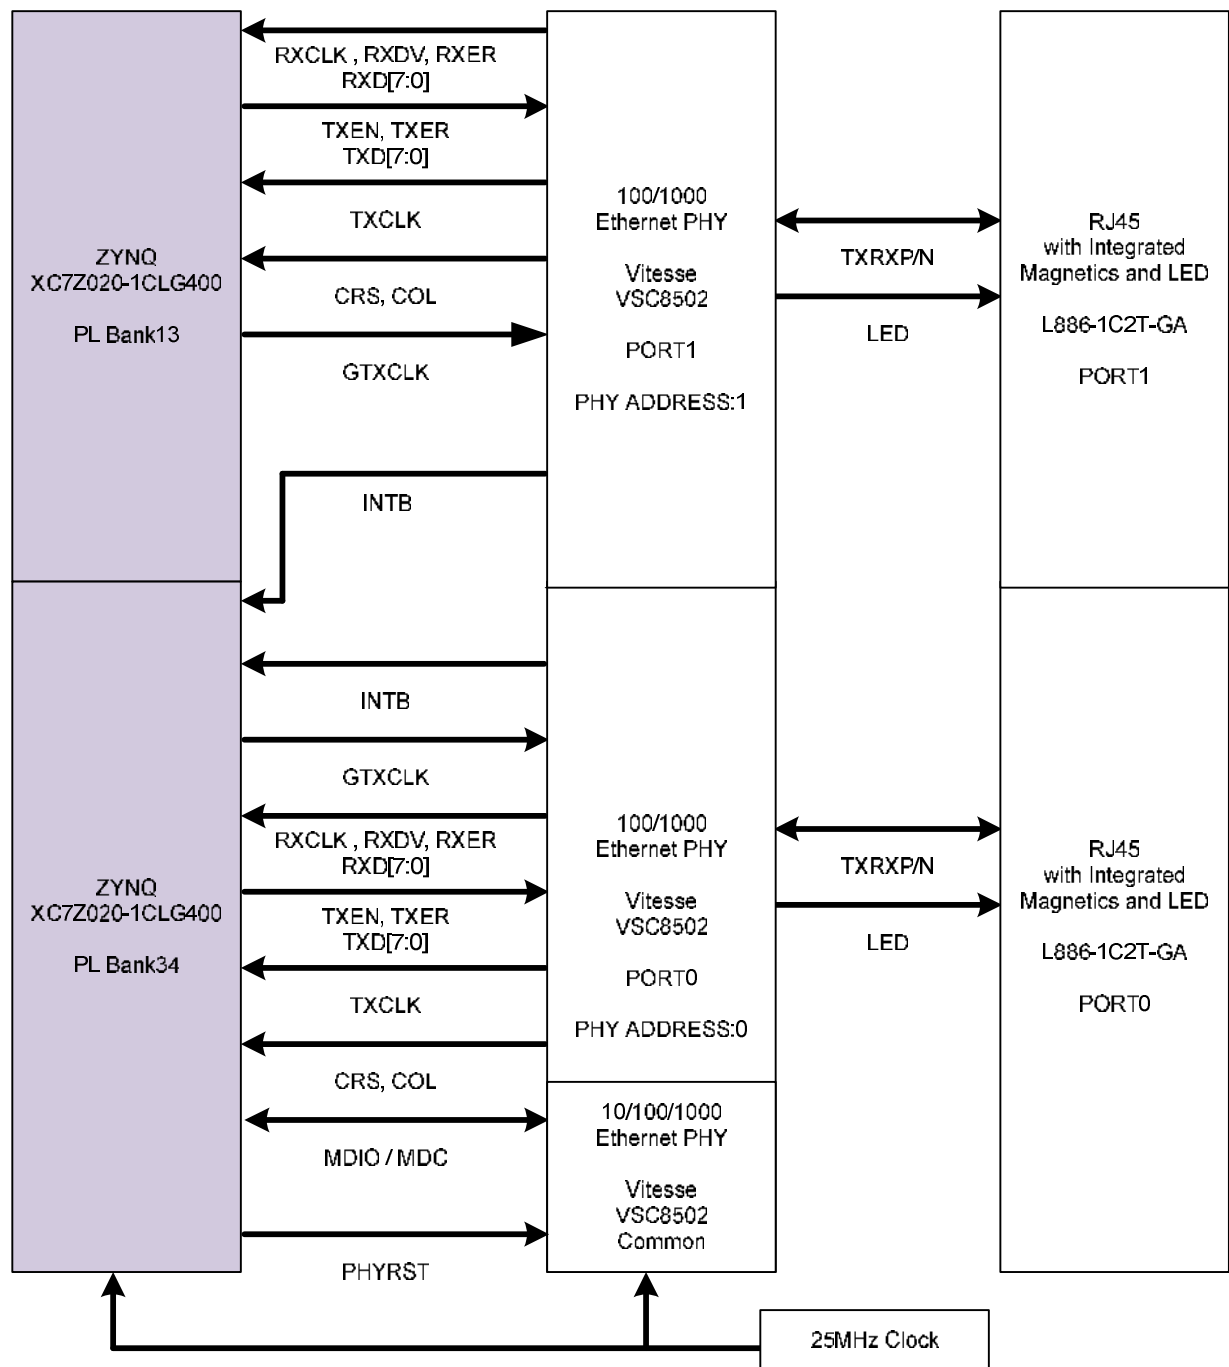 RXCLK , RXDV, RXER
RXD[7:0]
TXEN, TXER
TXD[7:0]
TXCLK
CRS, COL
GTXCLK
INTB
ZYNQ
XC7Z020-1CLG400
PL Bank13
100/1000
Ethernet PHY
Vitesse
VSC8502
PORT1
PHY ADDRESS:1
TXRXP/N
LED
RJ45
with Integrated
Magnetics and LED
L886-1C2T-GA
PORT1
INTB
GTXCLK
RXCLK , RXDV, RXER
RXD[7:0]
TXEN, TXER
TXD[7:0]
TXCLK
CRS, COL
MDIO / MDC
PHYRST
ZYNQ
XC7Z020-1CLG400
PL Bank34
100/1000
Ethernet PHY
Vitesse
VSC8502
PORT0
PHY ADDRESS:0
10/100/1000
Ethernet PHY
Vitesse
VSC8502
Common
TXRXP/N
LED
RJ45
with Integrated
Magnetics and LED
L886-1C2T-GA
PORT0
25MHz Clock